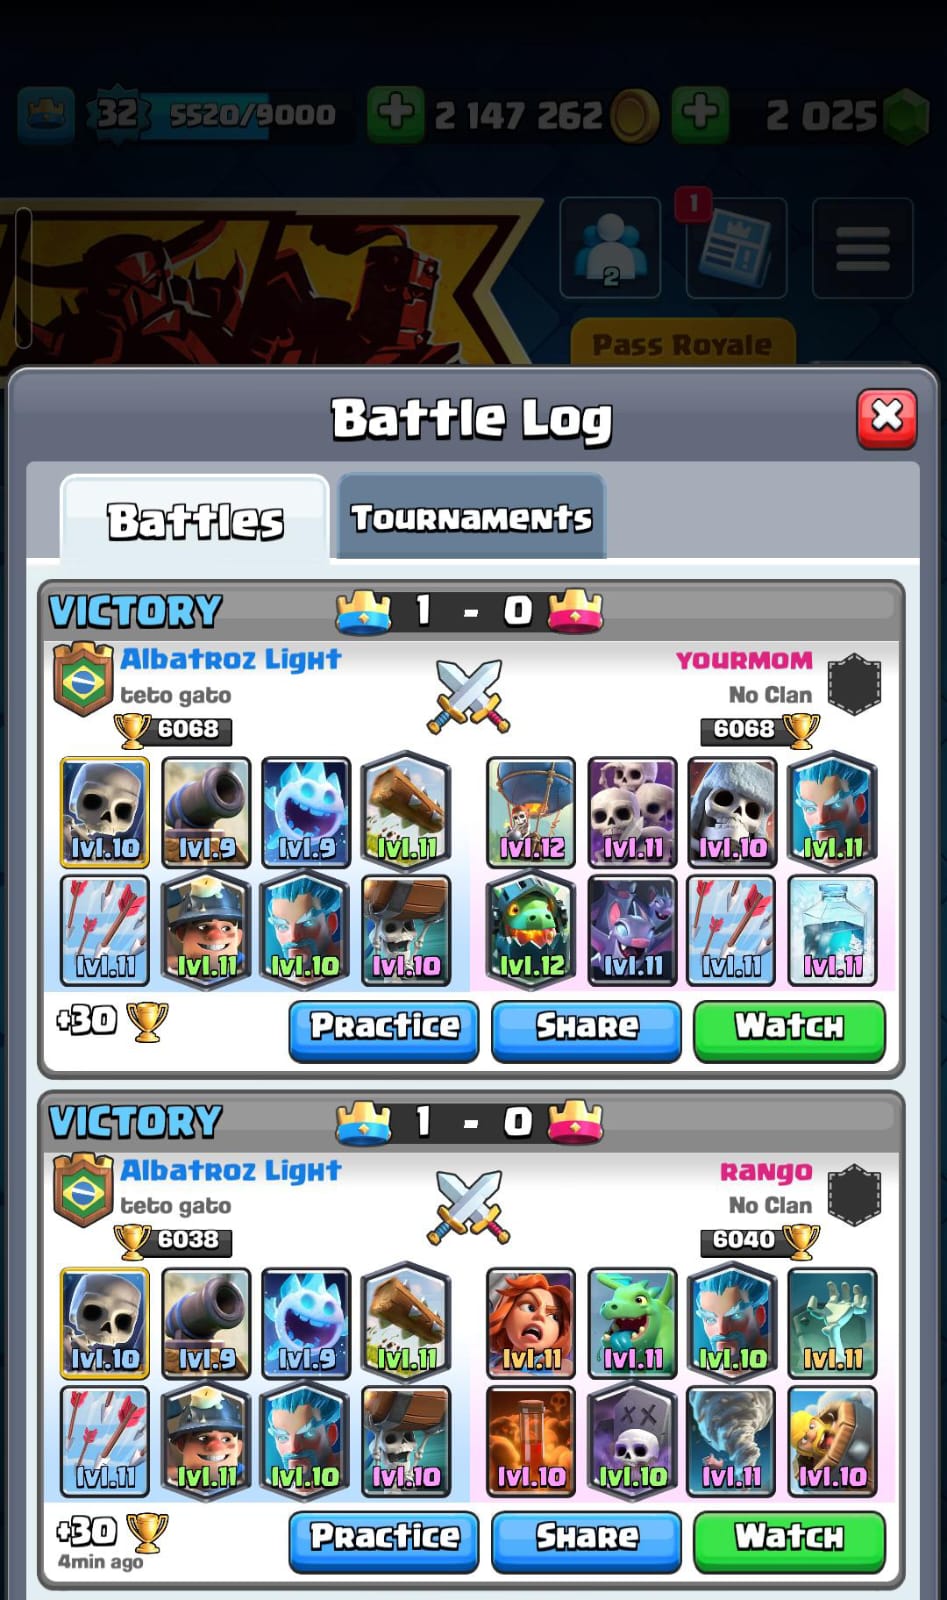 32 5520/9000 2 147 262 2 025
1
2
Pass Royale
Battle Log
Battles Tournaments
VICTORY 1 - 0
Albatroz Light YOURMOM
teto gato No Clan
6068 6068
lvl.10 lvl.9 lvl.9 lvl.11 lvl.12 lvl.11 lvl.10 lvl.11
lvl.11 lvl.11 lvl.10 lvl.10 lvl.12 lvl.11 lvl.11 lvl.11
+30 Practice Share Watch
VICTORY 1 - 0
Albatroz Light Rango
teto gato No Clan
6038 6040
lvl.10 lvl.9 lvl.9 lvl.11 lvl.11 lvl.11 lvl.10 lvl.11
lvl.11 lvl.11 lvl.10 lvl.10 lvl.10 lvl.10 lvl.11 lvl.10
+30 Practice Share Watch
4min ago